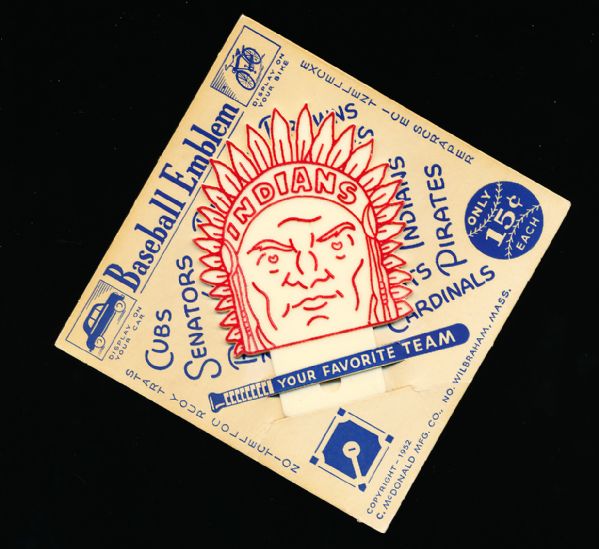 DISPLAY ON
YOUR BIKE
EXCELLENT ICE SCRAPER
Baseball Emblem
DISPLAY ON
YOUR CAR
INDIANS
CUBS
SENATORS
INDIANS
PIRATES
CARDINALS
ONLY
15¢
EACH
YOUR FAVORITE TEAM
START YOUR COLLECTION
COPYRIGHT - 1952
C. McDONALD MFG. CO., NO. WILBRAHAM, MASS.